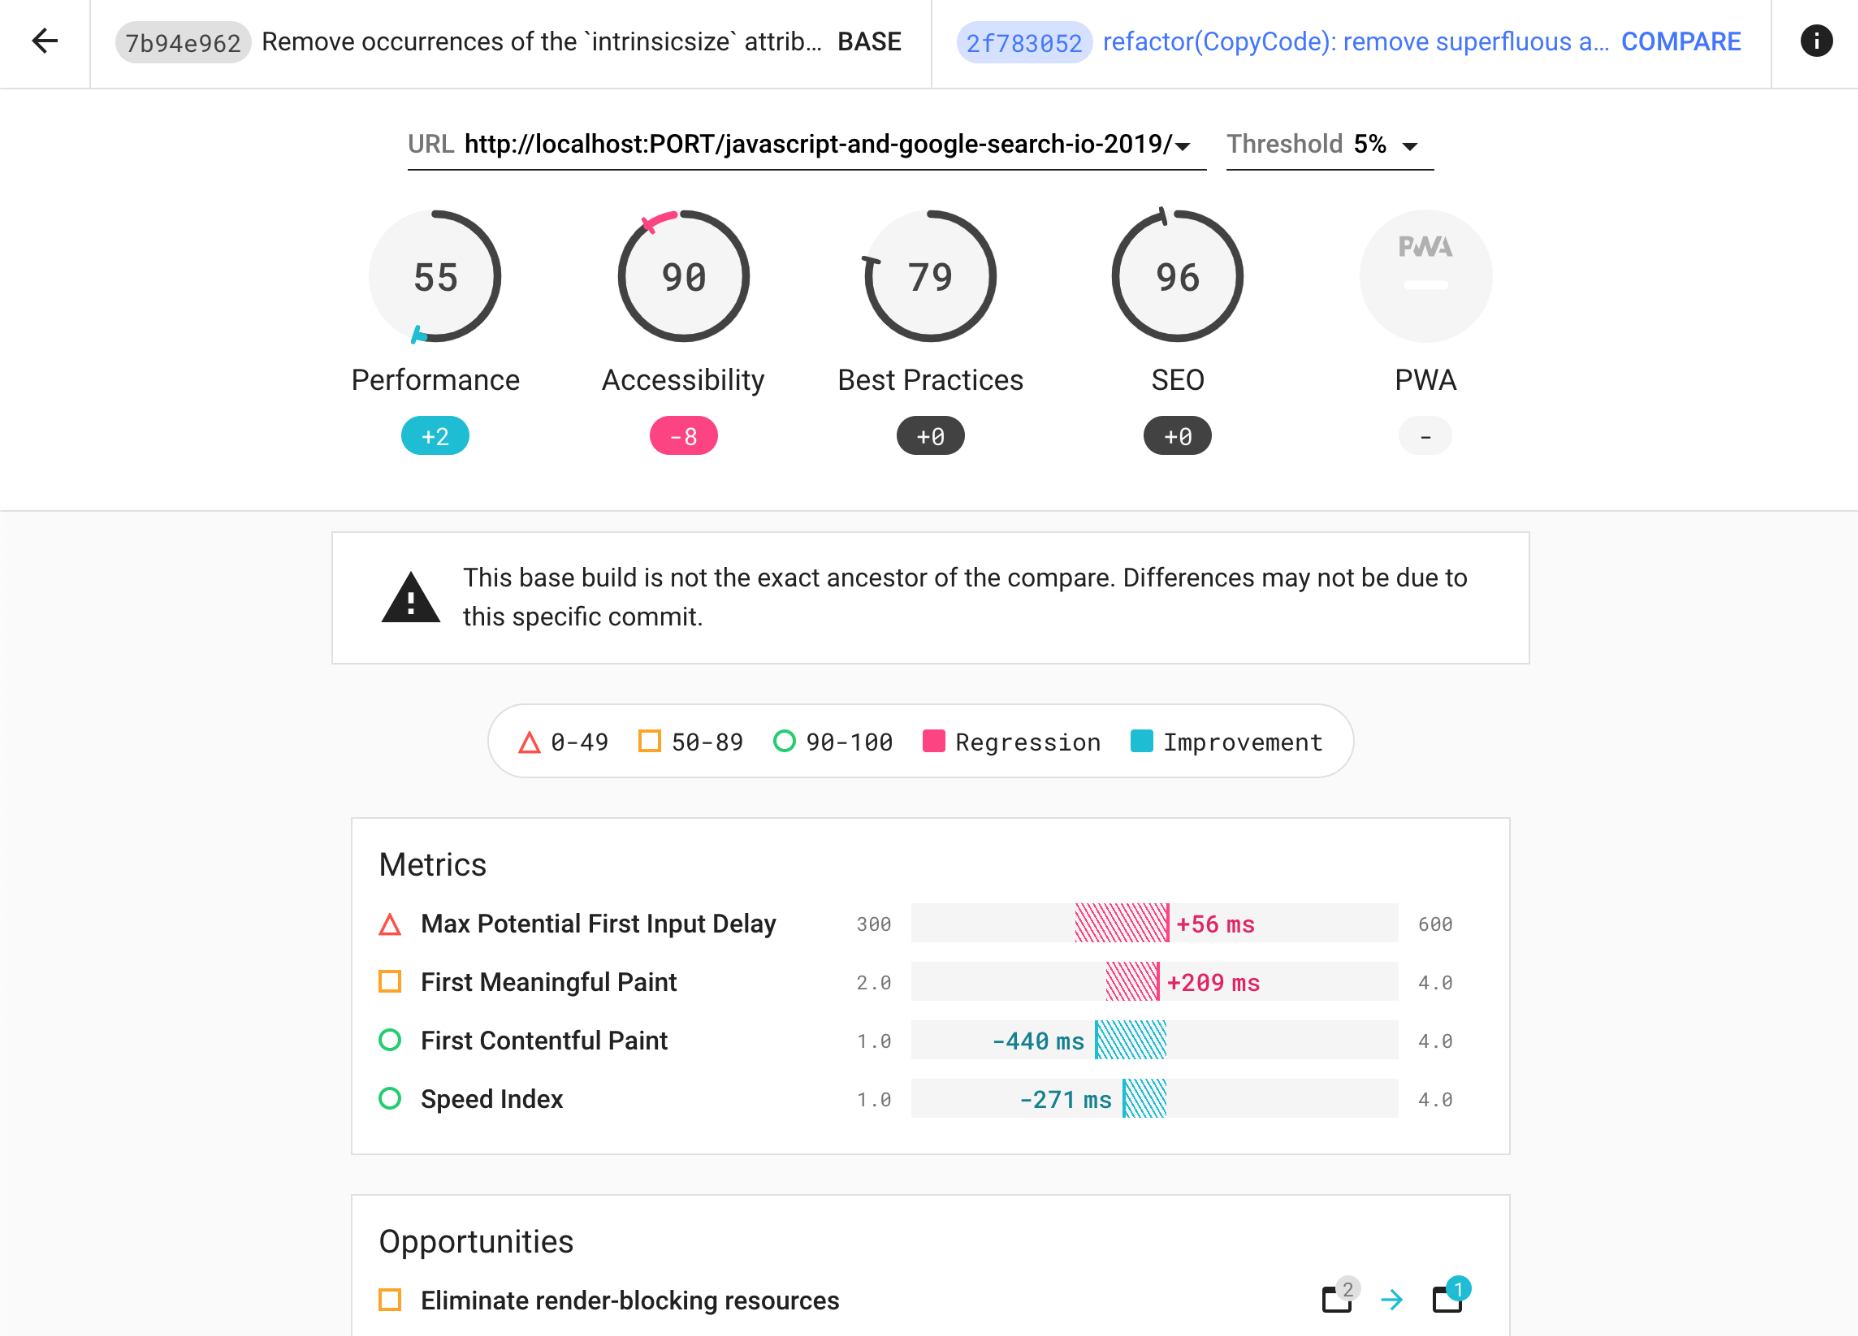 7b94e962 Remove occurrences of the `intrinsicsize` attrib... BASE
2f783052 refactor(CopyCode): remove superfluous a... COMPARE
URL http://localhost:PORT/javascript-and-google-search-io-2019/
Threshold 5%
55
90
79
96
PWA
Performance
Accessibility
Best Practices
SEO
PWA
+2
-8
+0
+0
-
This base build is not the exact ancestor of the compare. Differences may not be due to
this specific commit.
0-49 50-89 90-100 Regression Improvement
Metrics
Max Potential First Input Delay 300 +56 ms 600
First Meaningful Paint 2.0 +209 ms 4.0
First Contentful Paint 1.0 -440 ms 4.0
Speed Index 1.0 -271 ms 4.0
Opportunities
Eliminate render-blocking resources 2 1